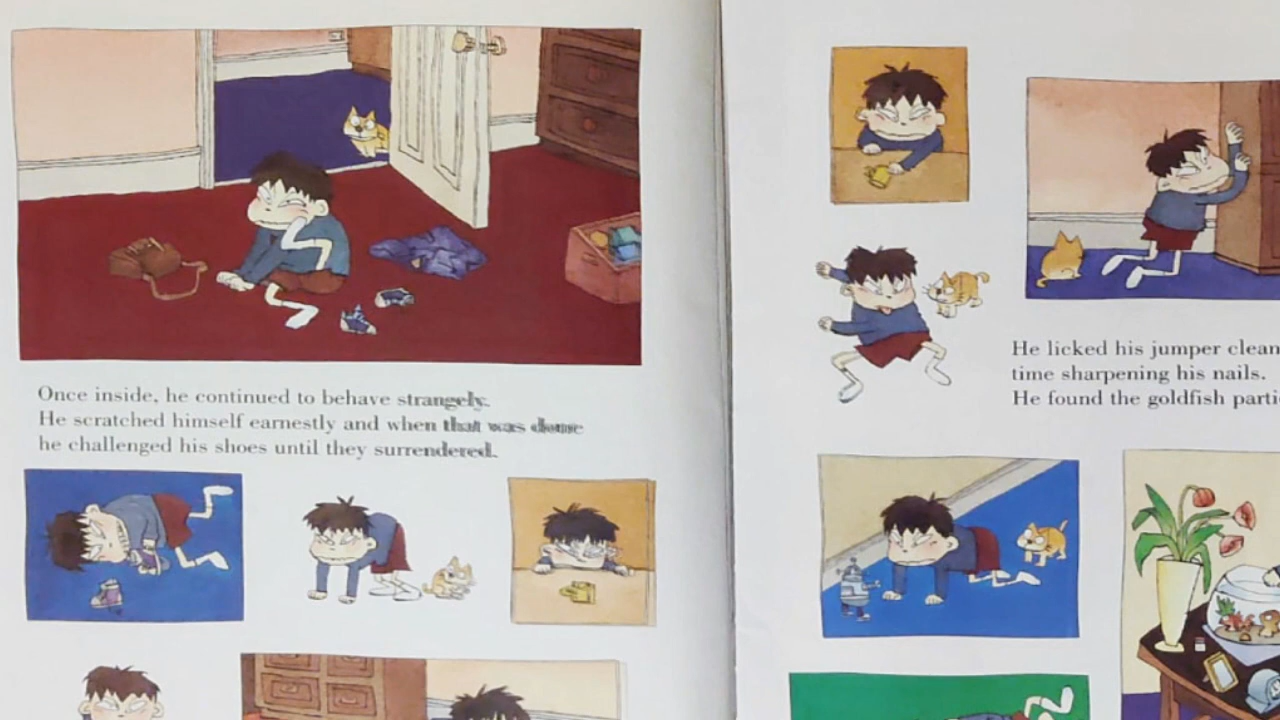 Once inside, he continued to behave strangely.
He scratched himself earnestly and when that was done
he challenged his shoes until they surrendered.
He licked his jumper clean
time sharpening his nails.
He found the goldfish parti